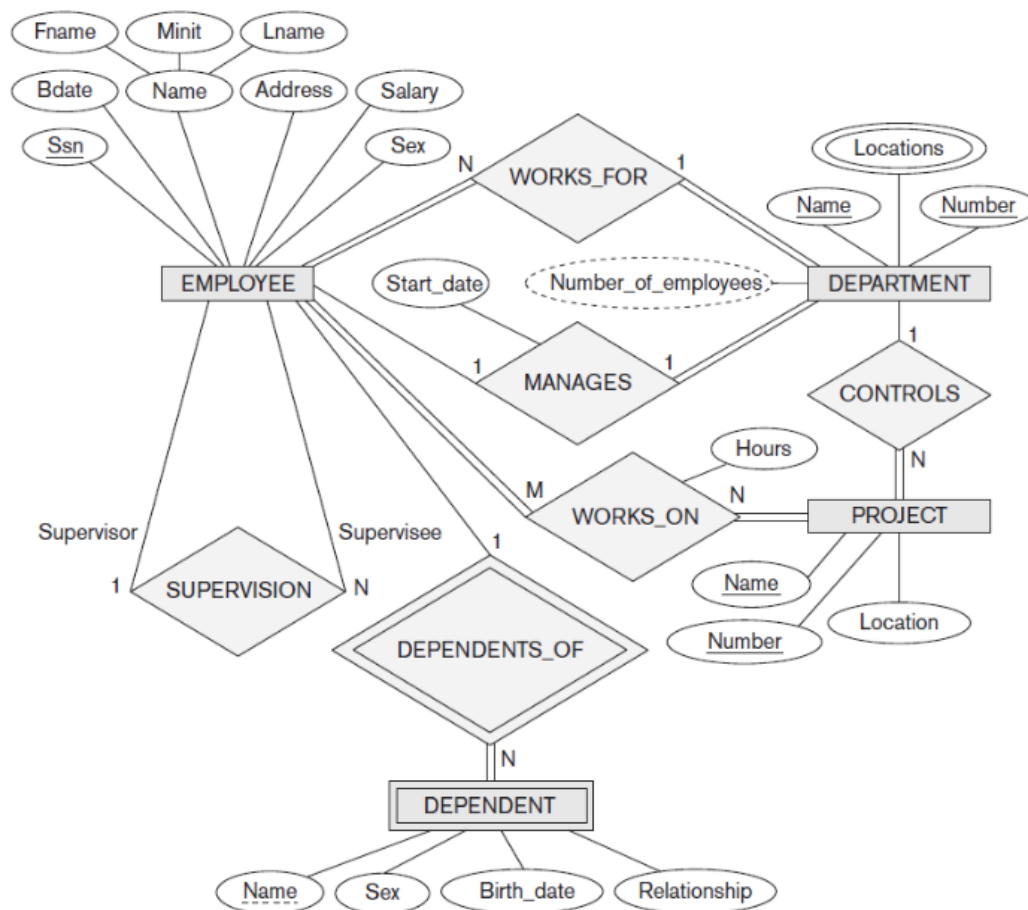 Fname
Minit
Lname
Bdate
Name
Address
Salary
Ssn
Sex
Locations
N
WORKS_FOR
1
Name
Number
EMPLOYEE
Start_date
Number_of_employees
DEPARTMENT
1
MANAGES
1
1
CONTROLS
Hours
N
M
WORKS_ON
N
PROJECT
Supervisor
Supervisee
1
1
SUPERVISION
N
Name
Location
Number
DEPENDENTS_OF
N
DEPENDENT
Name
Sex
Birth_date
Relationship